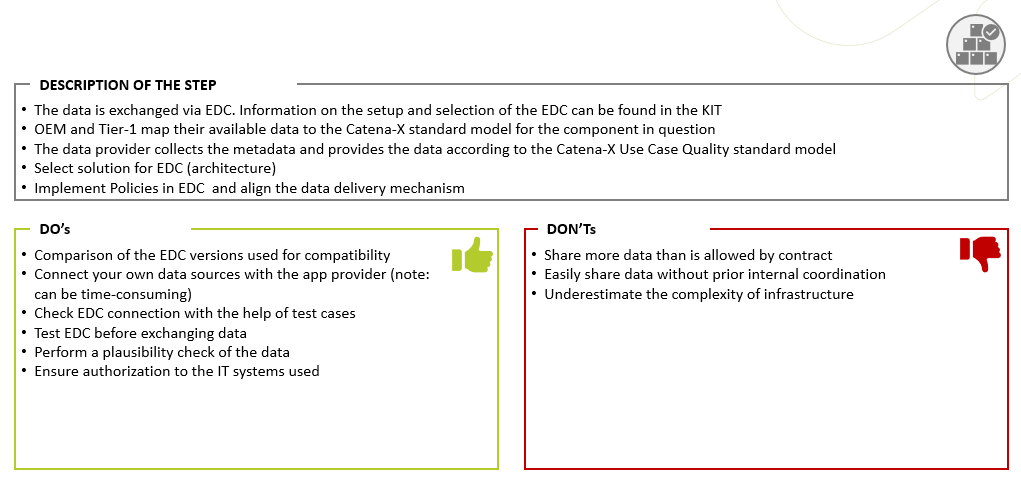 DESCRIPTION OF THE STEP
• The data is exchanged via EDC. Information on the setup and selection of the EDC can be found in the KIT
• OEM and Tier-1 map their available data to the Catena-X standard model for the component in question
• The data provider collects the metadata and provides the data according to the Catena-X Use Case Quality standard model
• Select solution for EDC (architecture)
• Implement Policies in EDC  and align the data delivery mechanism
DO’s
• Comparison of the EDC versions used for compatibility
• Connect your own data sources with the app provider (note:
can be time-consuming)
• Check EDC connection with the help of test cases
• Test EDC before exchanging data
• Perform a plausibility check of the data
• Ensure authorization to the IT systems used
DON’Ts
• Share more data than is allowed by contract
• Easily share data without prior internal coordination
• Underestimate the complexity of infrastructure